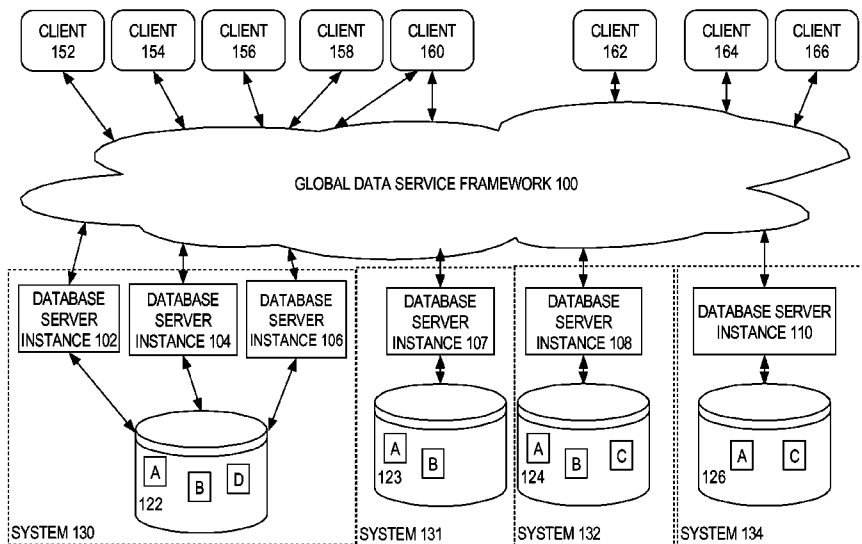 CLIENT
152
CLIENT
154
CLIENT
156
CLIENT
158
CLIENT
160
CLIENT
162
CLIENT
164
CLIENT
166
GLOBAL DATA SERVICE FRAMEWORK 100
DATABASE
SERVER
INSTANCE 102
DATABASE
SERVER
INSTANCE 104
DATABASE
SERVER
INSTANCE 106
DATABASE
SERVER
INSTANCE 107
DATABASE
SERVER
INSTANCE 108
DATABASE SERVER
INSTANCE 110
A
B
D
122
A
B
123
A
B
C
124
A
C
126
SYSTEM 130
SYSTEM 131
SYSTEM 132
SYSTEM 134